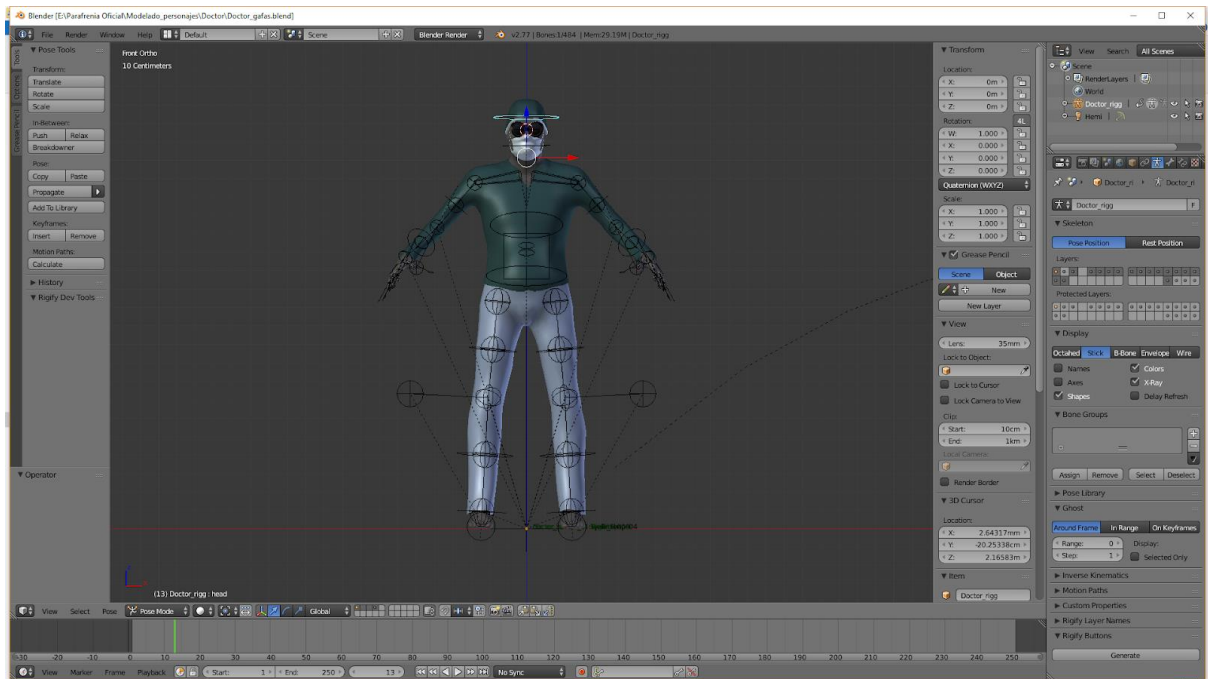 Blender [E:\Parafrenia Oficial\Modelado_personajes\Doctor\Doctor_gafas.blend]
File Render Window Help Default Scene Blender Render v2.77 | Bones:1/484 | Mem:29.19M | Doctor_rigg
Tools
Options
Grease Pencil
Pose Tools
Transform:
Translate
Rotate
Scale
In-Between:
Push Relax
Breakdowner
Pose:
Copy Paste
Propagate
Add To Library
Keyframes:
Insert Remove
Motion Paths:
Calculate
History
Rigify Dev Tools
Operator
Front Ortho
10 Centimeters
(13) Doctor_rigg : head
Transform
Location:
X: 0m
Y: 0m
Z: 0m
Rotation: 4L
W: 1.000
X: 0.000
Y: 0.000
Z: 0.000
Quaternion (WXYZ)
Scale:
X: 1.000
Y: 1.000
Z: 1.000
Grease Pencil
Scene Object
New
New Layer
View
Lens: 35mm
Lock to Object:
Lock to Cursor
Lock Camera to View
Clip:
Start: 10cm
End: 1km
Local Camera:
Render Border
3D Cursor
Location:
X: 2.64317mm
Y: -20.25338cm
Z: 2.16583m
Item
Doctor_rigg
View Search All Scenes
Scene
RenderLayers
World
Doctor_rigg
Hemi
Doctor_ri Doctor_ri
Doctor_rigg F
Skeleton
Pose Position Rest Position
Layers:
Protected Layers:
Display
Octahed Stick B-Bone Envelope Wire
Names Colors
Axes X-Ray
Shapes Delay Refresh
Bone Groups
Assign Remove Select Deselect
Pose Library
Ghost
Around Frame In Range On Keyframes
Range: 0 Display:
Step: 1 Selected Only
Inverse Kinematics
Motion Paths
Custom Properties
Rigify Layer Names
Rigify Buttons
Generate
View Select Pose Pose Mode Global
-30 -20 -10 0 10 20 30 40 50 60 70 80 90 100 110 120 130 140 150 160 170 180 190 200 210 220 230 240 250
View Marker Frame Playback Start: 1 End: 250 13 No Sync